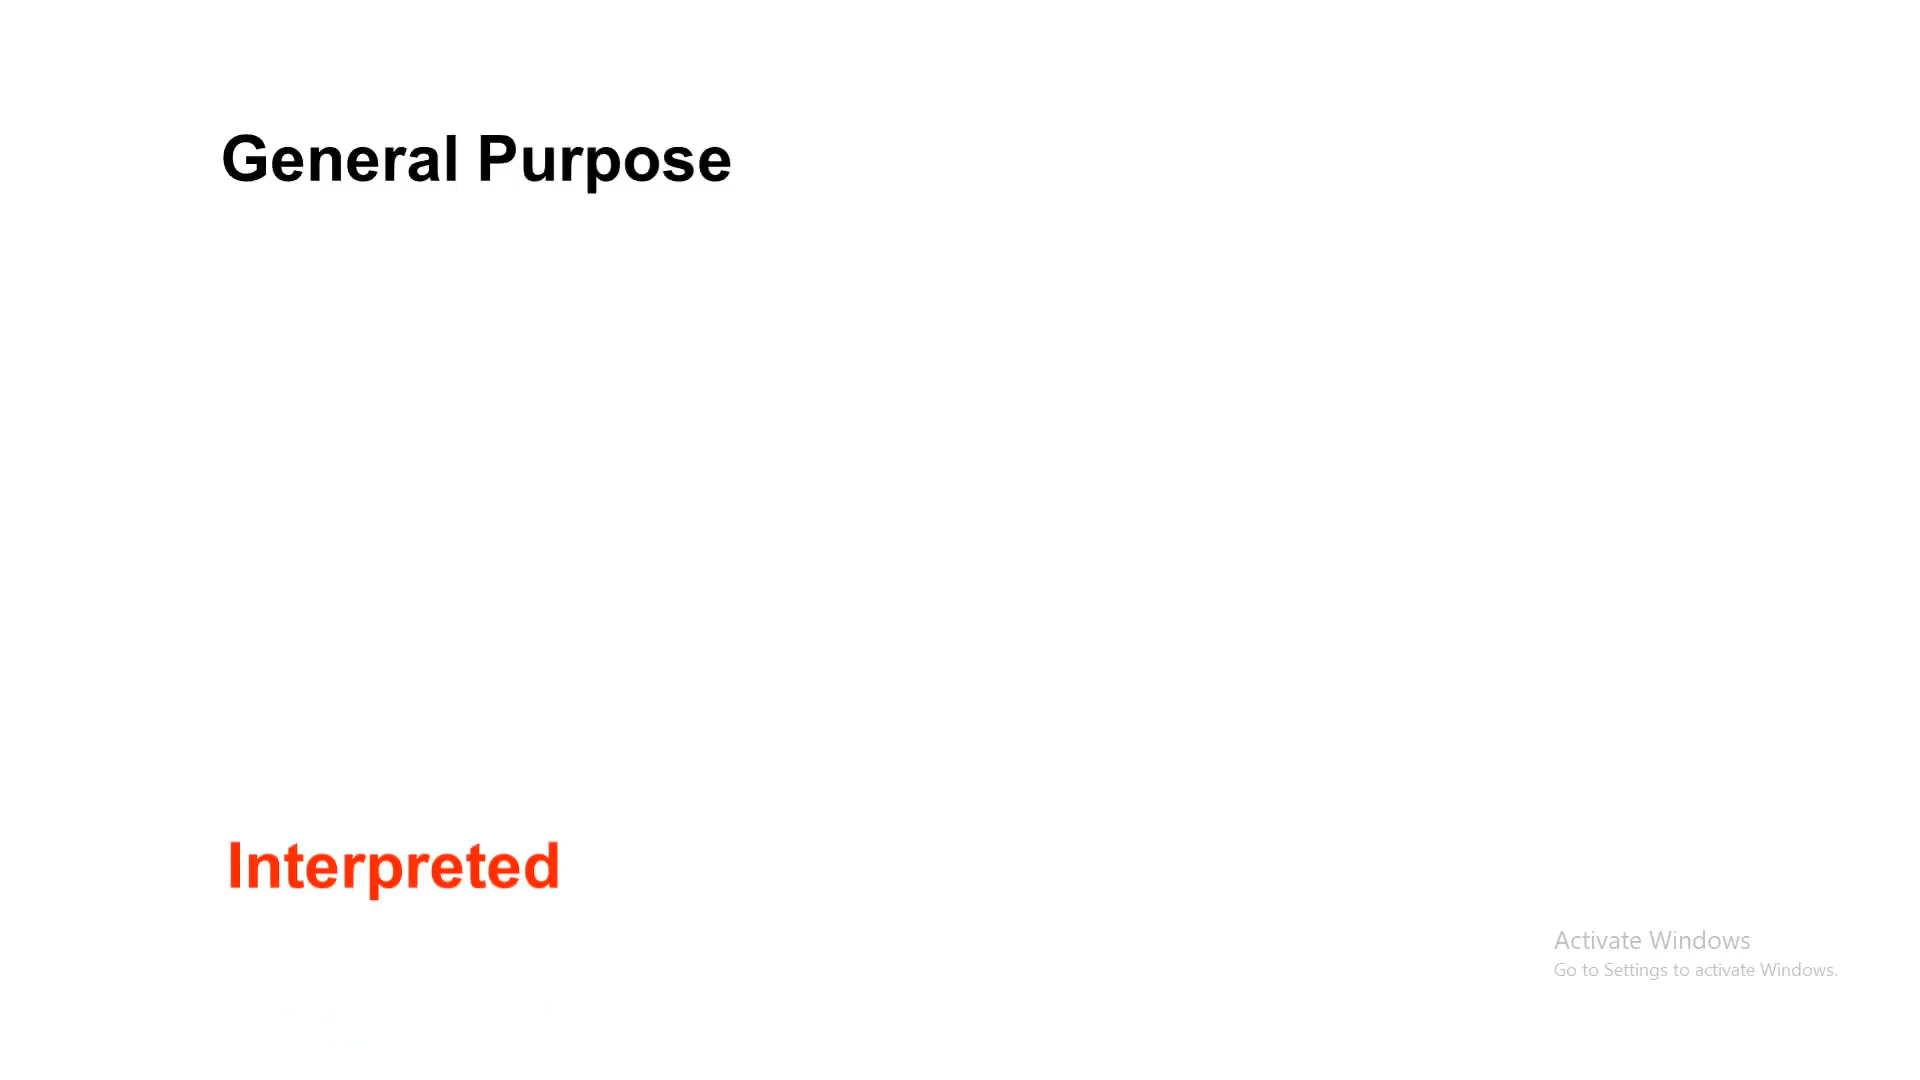 General Purpose
Interpreted
Activate Windows
Go to Settings to activate Windows.